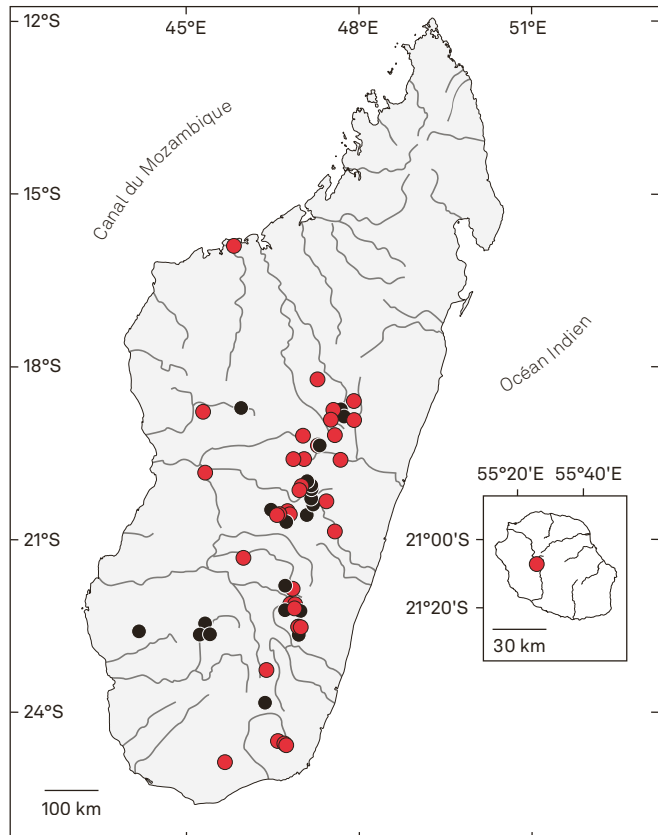 45°E 48°E 51°E
12°S
15°S
18°S
21°S
24°S
Canal du Mozambique
Océan Indien
100 km
55°20'E 55°40'E
21°00'S
21°20'S
30 km